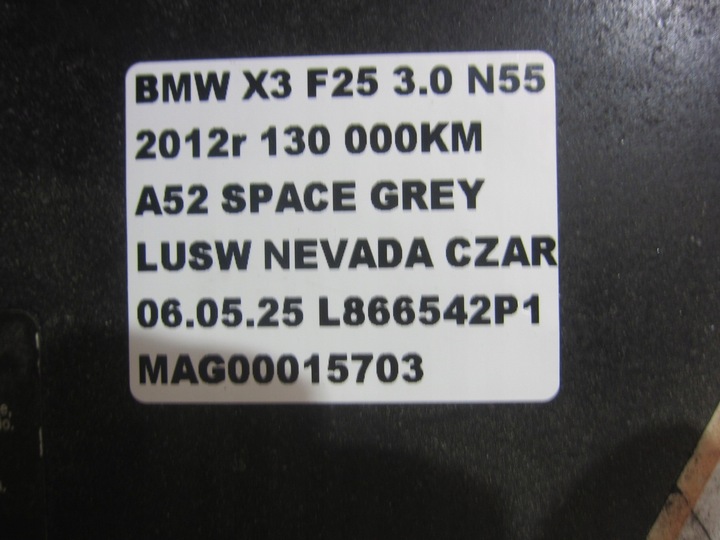 BMW X3 F25 3.0 N55
2012r 130 000KM
A52 SPACE GREY
LUSW NEVADA CZAR
06.05.25 L866542P1
MAG00015703